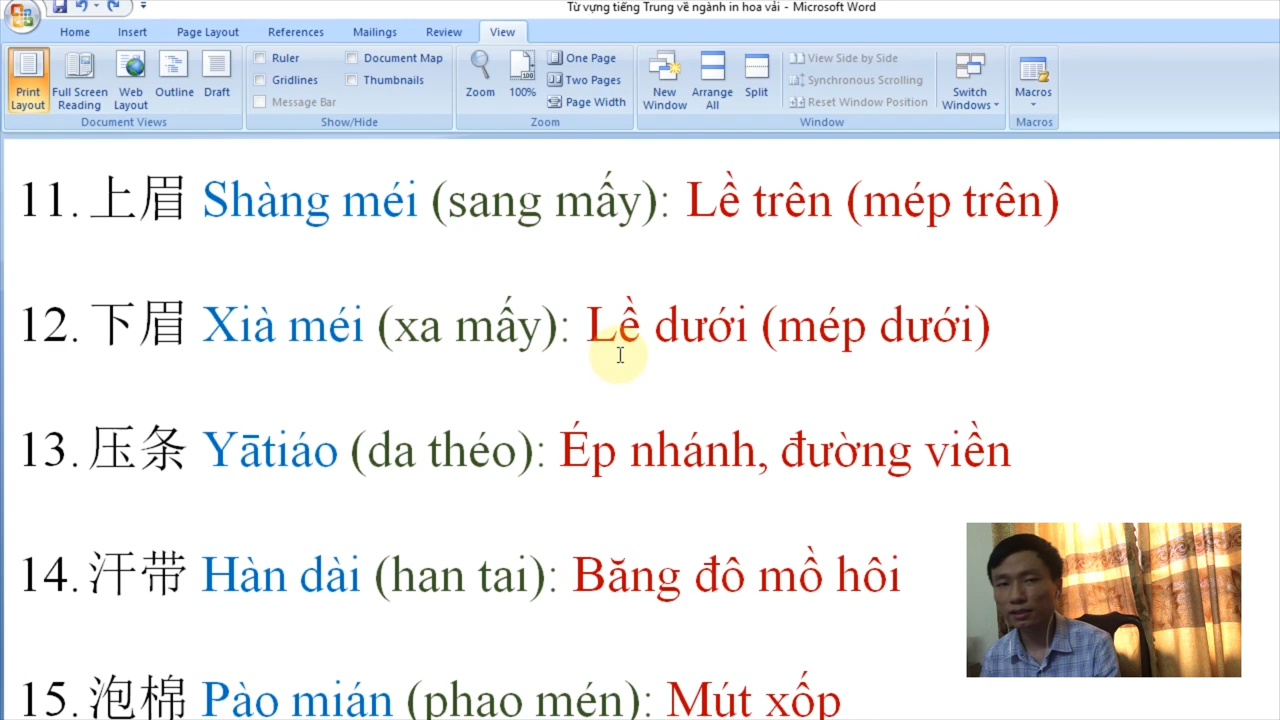 Từ vựng tiếng Trung về ngành in hoa vải - Microsoft Word
Home Insert Page Layout References Mailings Review View
Print Layout
Full Screen Reading
Web Layout
Outline
Draft
Document Views
Ruler
Gridlines
Message Bar
Document Map
Thumbnails
Show/Hide
Zoom
100%
One Page
Two Pages
Page Width
Zoom
New Window
Arrange All
Split
View Side by Side
Synchronous Scrolling
Reset Window Position
Window
Switch Windows
Macros
Macros
11. 上眉 Shàng méi (sang mấy): Lề trên (mép trên)
12. 下眉 Xià méi (xa mấy): Lề dưới (mép dưới)
13. 压条 Yātiáo (da théo): Ép nhánh, đường viền
14. 汗带 Hàn dài (han tai): Băng đô mồ hôi
15. 泡棉 Pào mián (phao mén): Mút xốp